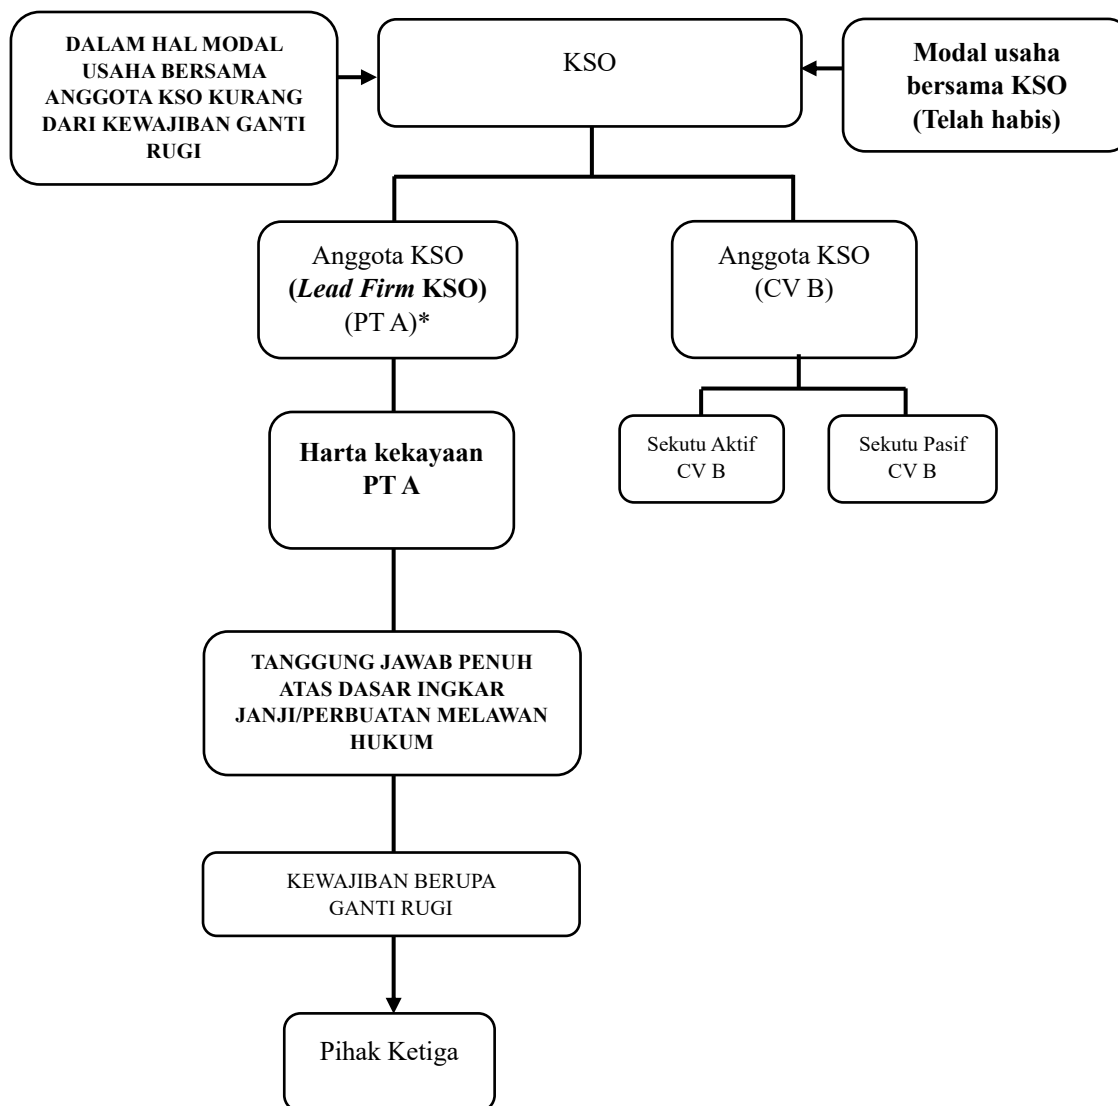 DALAM HAL MODAL
USAHA BERSAMA
ANGGOTA KSO KURANG
DARI KEWAJIBAN GANTI
RUGI
KSO
Modal usaha
bersama KSO
(Telah habis)
Anggota KSO
(Lead Firm KSO)
(PT A)*
Anggota KSO
(CV B)
Harta kekayaan
PT A
Sekutu Aktif
CV B
Sekutu Pasif
CV B
TANGGUNG JAWAB PENUH
ATAS DASAR INGKAR
JANJI/PERBUATAN MELAWAN
HUKUM
KEWAJIBAN BERUPA
GANTI RUGI
Pihak Ketiga